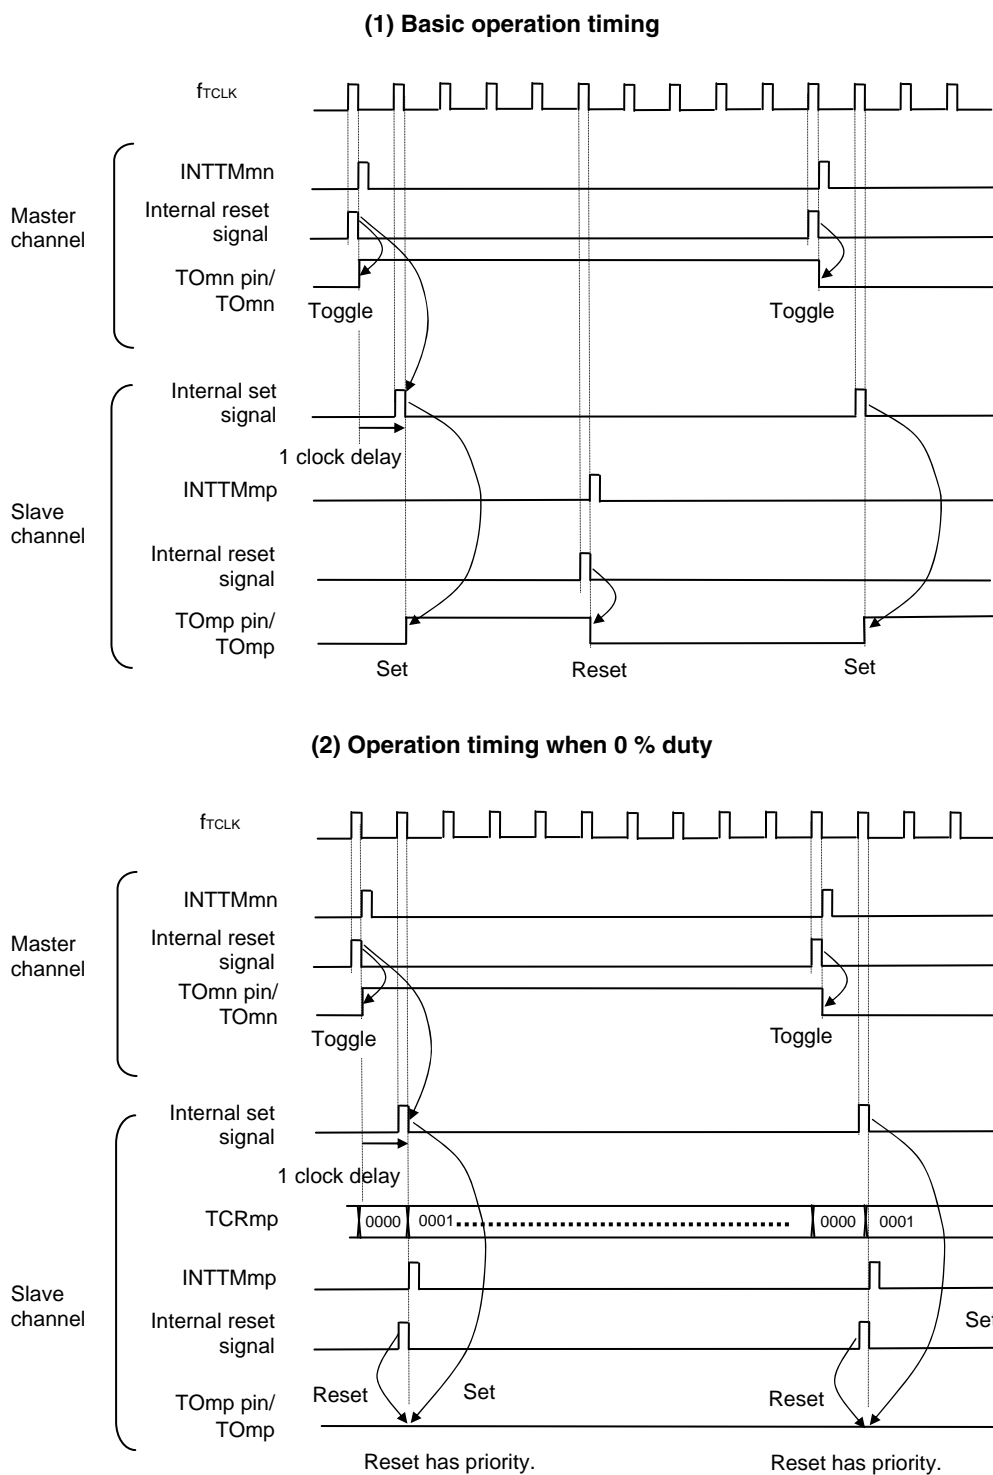 (1) Basic operation timing
fTCLK
Master
channel
INTTMmn
Internal reset
signal
TOmn pin/
TOmn
Toggle
Toggle
Slave
channel
Internal set
signal
1 clock delay
INTTMmp
Internal reset
signal
TOmp pin/
TOmp
Set
Reset
Set
(2) Operation timing when 0 % duty
fTCLK
Master
channel
INTTMmn
Internal reset
signal
TOmn pin/
TOmn
Toggle
Toggle
Slave
channel
Internal set
signal
1 clock delay
TCRmp
0000
0001
0000
0001
INTTMmp
Internal reset
signal
Set
TOmp pin/
TOmp
Reset
Set
Reset
Reset has priority.
Reset has priority.